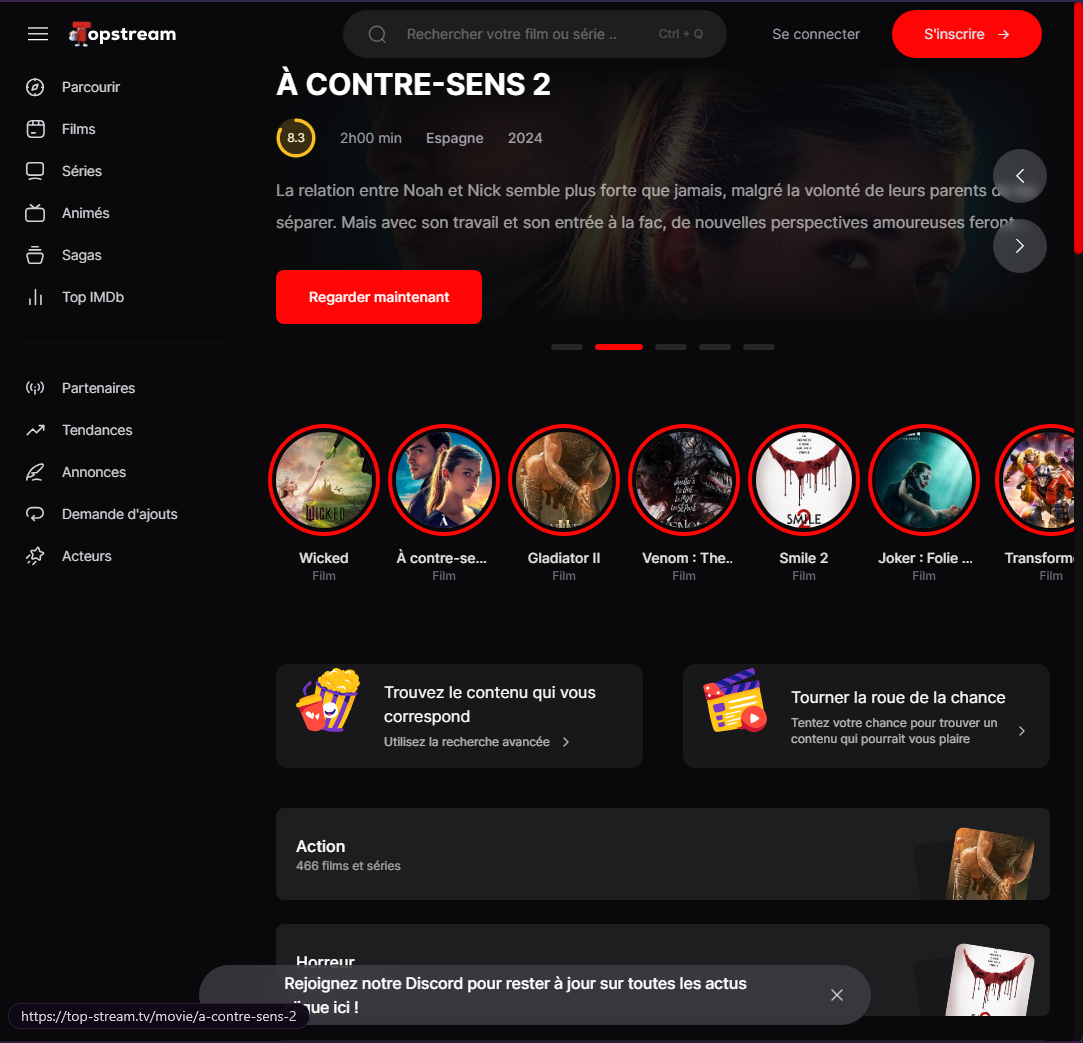 Topstream
Rechercher votre film ou série ..
Ctrl + Q
Se connecter
S'inscrire
Parcourir
Films
Séries
Animés
Sagas
Top IMDb
Partenaires
Tendances
Annonces
Demande d'ajouts
Acteurs
À CONTRE-SENS 2
8.3
2h00 min
Espagne
2024
La relation entre Noah et Nick semble plus forte que jamais, malgré la volonté de leurs parents
séparer. Mais avec son travail et son entrée à la fac, de nouvelles perspectives amoureuses feront
Regarder maintenant
WICKED
SMILE
2
Wicked
Film
À contre-se...
Film
Gladiator II
Film
Venom : The..
Film
Smile 2
Film
Joker : Folie ...
Film
Transform
Film
Trouvez le contenu qui vous
correspond
Utilisez la recherche avancée
Tourner la roue de la chance
Tentez votre chance pour trouver un
contenu qui pourrait vous plaire
Action
466 films et séries
Horreur
Rejoignez notre Discord pour rester à jour sur toutes les actus
ique ici !
https://top-stream.tv/movie/a-contre-sens-2